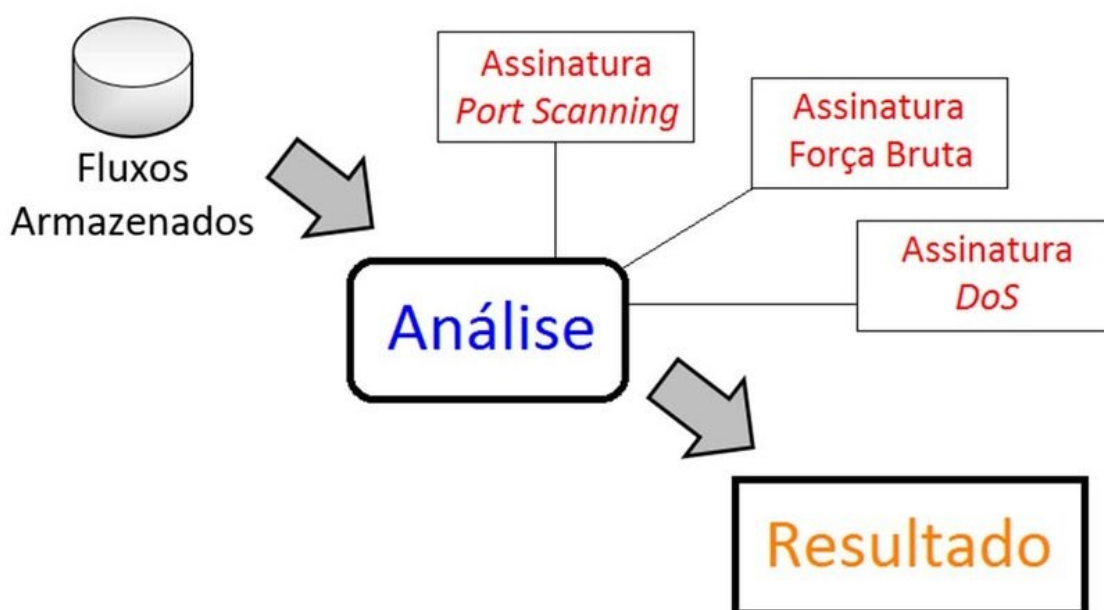 Fluxos
Armazenados
Assinatura
Port Scanning
Assinatura
Força Bruta
Assinatura
DoS
Análise
Resultado